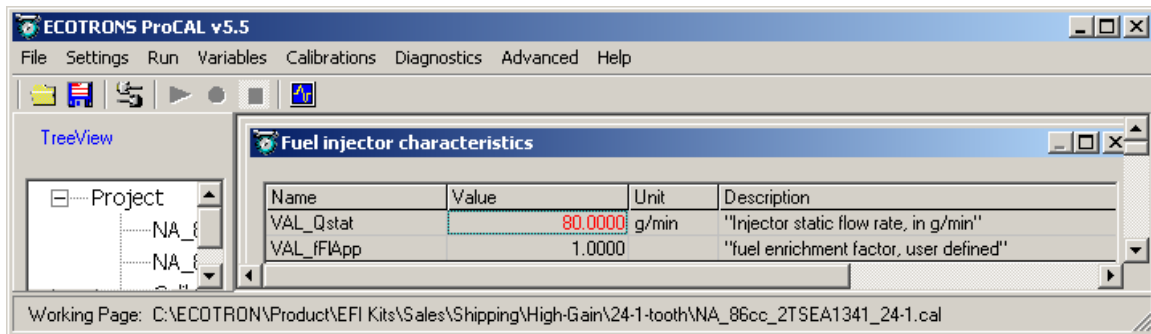 ECOTRONS ProCAL v5.5
File Settings Run Variables Calibrations Diagnostics Advanced Help
TreeView
Project
NA_8
NA_8
Fuel injector characteristics
Name Value Unit Description
VAL_Qstat 80.0000 g/min "Injector static flow rate, in g/min"
VAL_fFlApp 1.0000 "fuel enrichment factor, user defined"
Working Page: C:\ECOTRON\Product\EFI Kits\Sales\Shipping\High-Gain\24-1-tooth\NA_86cc_2TSEA1341_24-1.cal